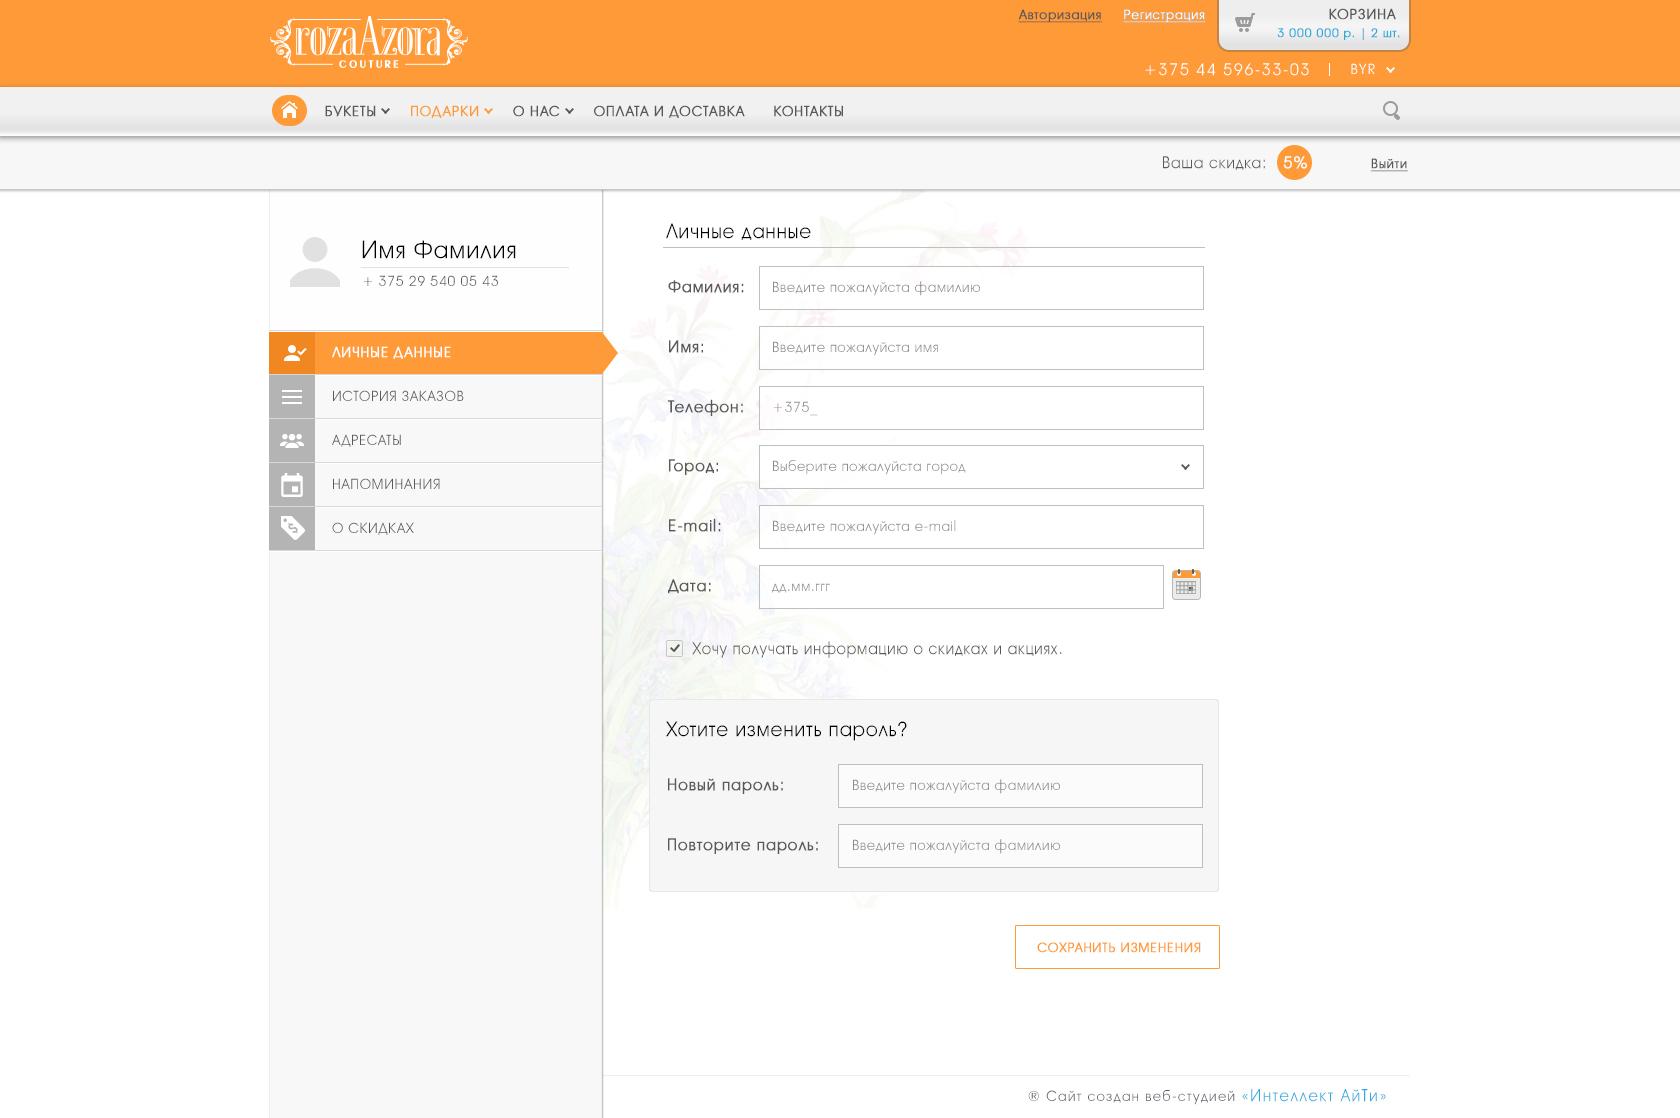 rozaAzora
COUTURE
Авторизация
Регистрация
КОРЗИНА
3 000 000 р. | 2 шт.
+375 44 596-33-03
BYR
БУКЕТЫ
ПОДАРКИ
О НАС
ОПЛАТА И ДОСТАВКА
КОНТАКТЫ
Ваша скидка:
5%
Выйти
Имя Фамилия
+ 375 29 540 05 43
ЛИЧНЫЕ ДАННЫЕ
ИСТОРИЯ ЗАКАЗОВ
АДРЕСАТЫ
НАПОМИНАНИЯ
О СКИДКАХ
Личные данные
Фамилия:
Введите пожалуйста фамилию
Имя:
Введите пожалуйста имя
Телефон:
+375_
Город:
Выберите пожалуйста город
E-mail:
Введите пожалуйста e-mail
Дата:
дд.мм.ггг
Хочу получать информацию о скидках и акциях.
Хотите изменить пароль?
Новый пароль:
Введите пожалуйста фамилию
Повторите пароль:
Введите пожалуйста фамилию
СОХРАНИТЬ ИЗМЕНЕНИЯ
® Сайт создан веб-студией «Интеллект АйТи»